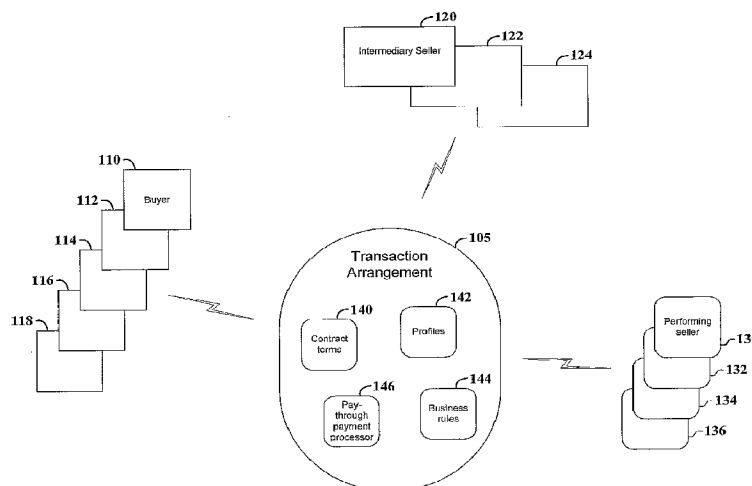 120
Intermediary Seller
122
124
110
Buyer
112
114
116
118
105
Transaction
Arrangement
140
Contract
terms
142
Profiles
146
Pay-
through
payment
processor
144
Business
rules
Performing
seller
13
132
134
136